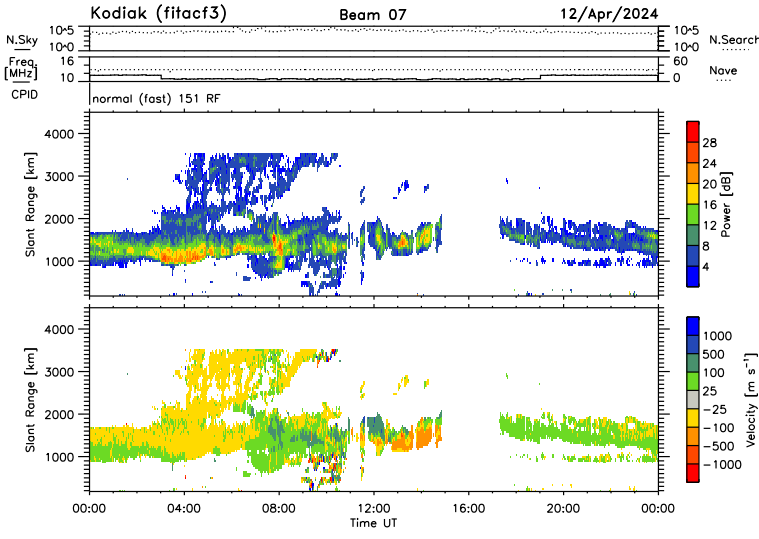 Kodiak (fitacf3) Beam 07 12/Apr/2024
N.Sky 10^5 10^5 N.Search
10^0 10^0
Freq. [MHz] 16 60 Nave
10 0
CPID normal (fast) 151 RF
Slant Range [km]
4000
3000
2000
1000
28
24
20
16
12
8
4
Power [dB]
Slant Range [km]
4000
3000
2000
1000
1000
500
100
25
−25
−100
−500
−1000
Velocity [m s⁻¹]
00:00 04:00 08:00 12:00 16:00 20:00 00:00
Time UT